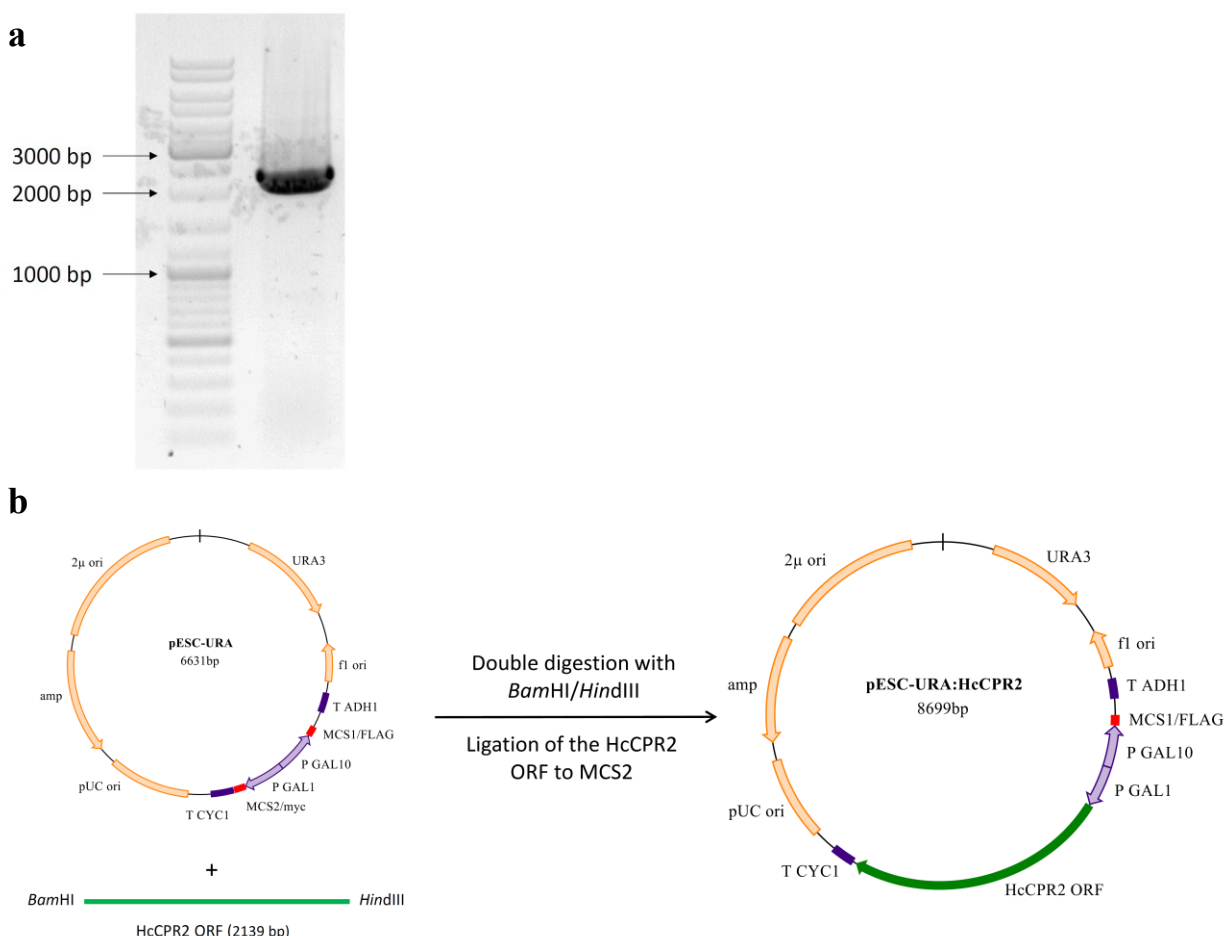 a
3000 bp
2000 bp
1000 bp
b
2µ ori
URA3
pESC-URA
6631bp
f1 ori
amp
T ADH1
MCS1/FLAG
P GAL10
P GAL1
pUC ori
MCS2/myc
T CYC1
+
BamHI
HindIII
HcCPR2 ORF (2139 bp)
Double digestion with
BamHI/HindIII
Ligation of the HcCPR2
ORF to MCS2
2µ ori
URA3
f1 ori
pESC-URA:HcCPR2
8699bp
amp
T ADH1
MCS1/FLAG
P GAL10
P GAL1
pUC ori
T CYC1
HcCPR2 ORF